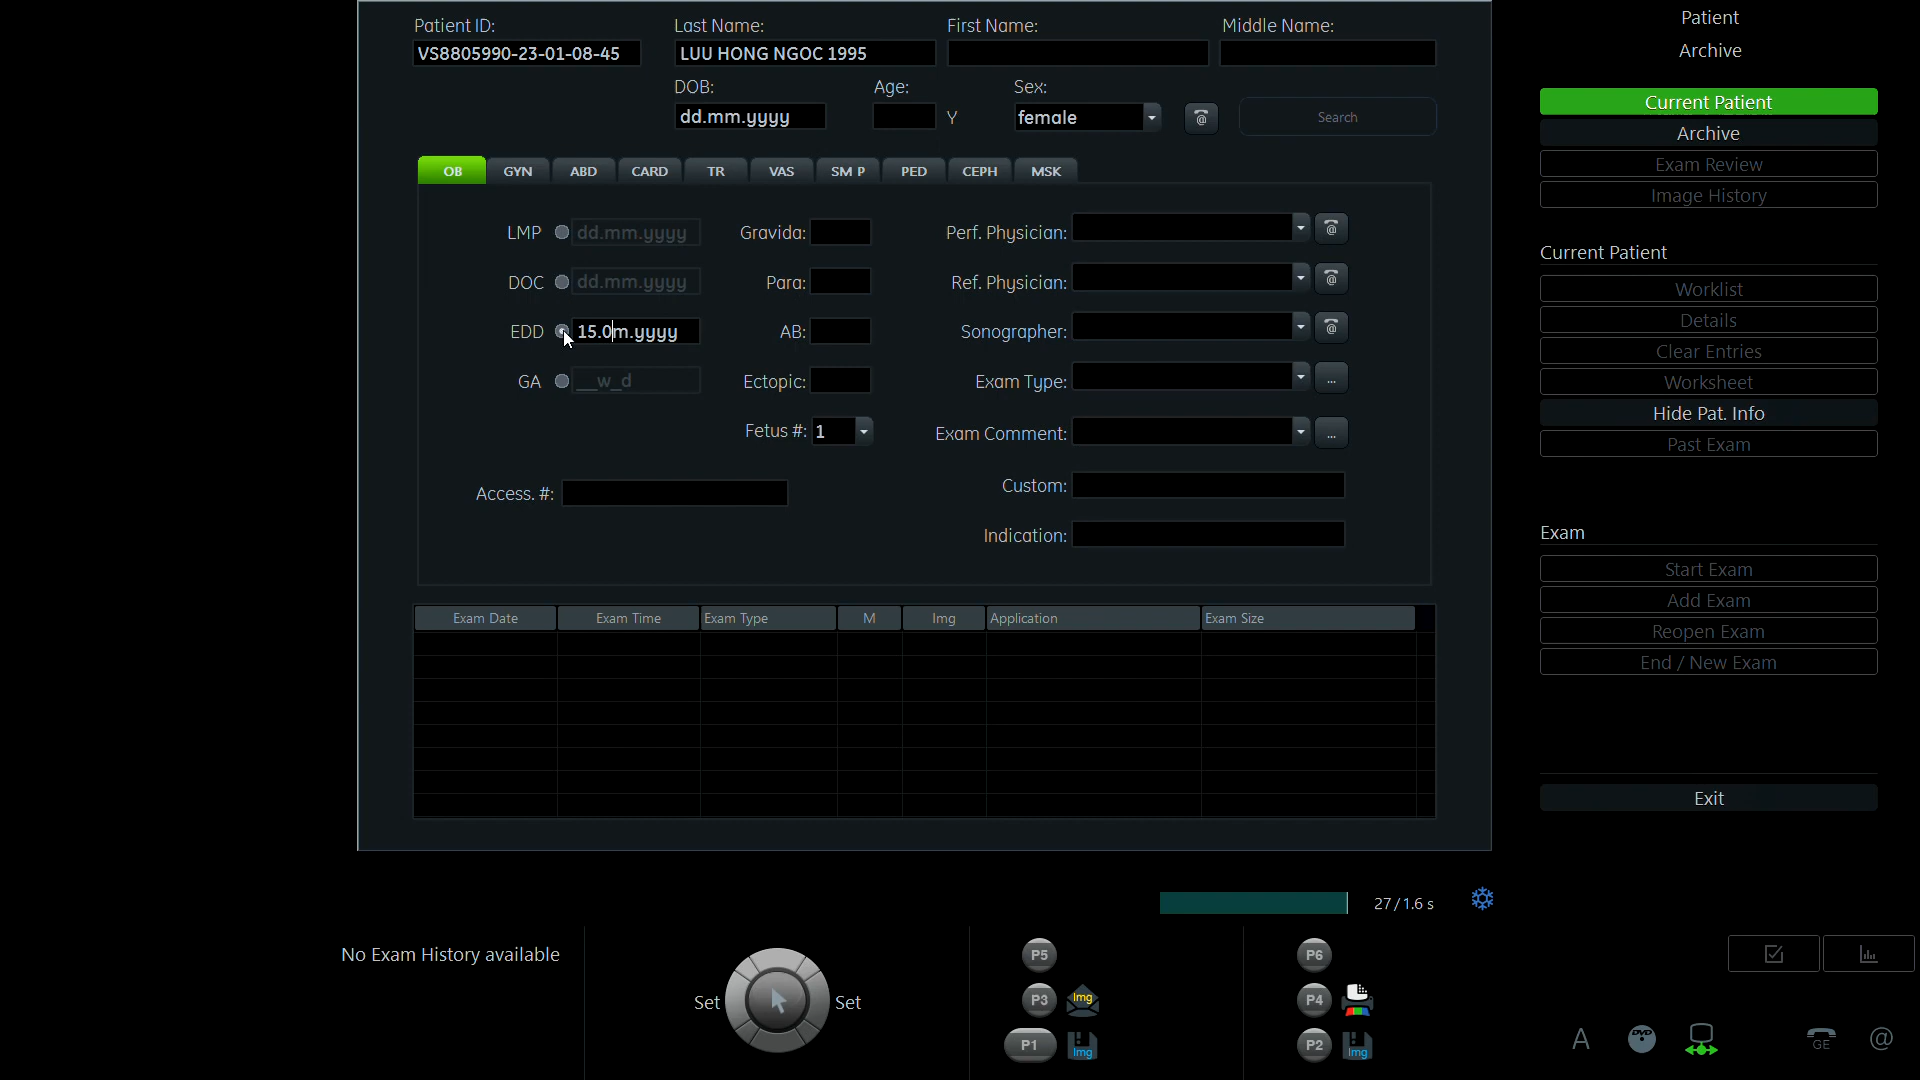 Patient ID: Last Name: First Name: Middle Name:
VS8805990-23-01-08-45 LUU HONG NGOC 1995
DOB: Age: Sex:
dd.mm.yyyy Y female @ Search
OB GYN ABD CARD TR VAS SM P PED CEPH MSK
LMP dd.mm.yyyy Gravida: Perf. Physician: @
DOC dd.mm.yyyy Para: Ref. Physician: @
EDD 15.0m.yyyy AB: Sonographer: @
GA __w_d Ectopic: Exam Type: ...
Fetus #: 1 Exam Comment: ...
Access. #: Custom:
Indication:
Exam Date Exam Time Exam Type M Img Application Exam Size
27/1.6 s
No Exam History available
Set Set
P5
P3 Img
P1 Img
P6
P4
P2 Img
Patient
Archive
Current Patient
Archive
Exam Review
Image History
Current Patient
Worklist
Details
Clear Entries
Worksheet
Hide Pat. Info
Past Exam
Exam
Start Exam
Add Exam
Reopen Exam
End / New Exam
Exit
A DVD GE @